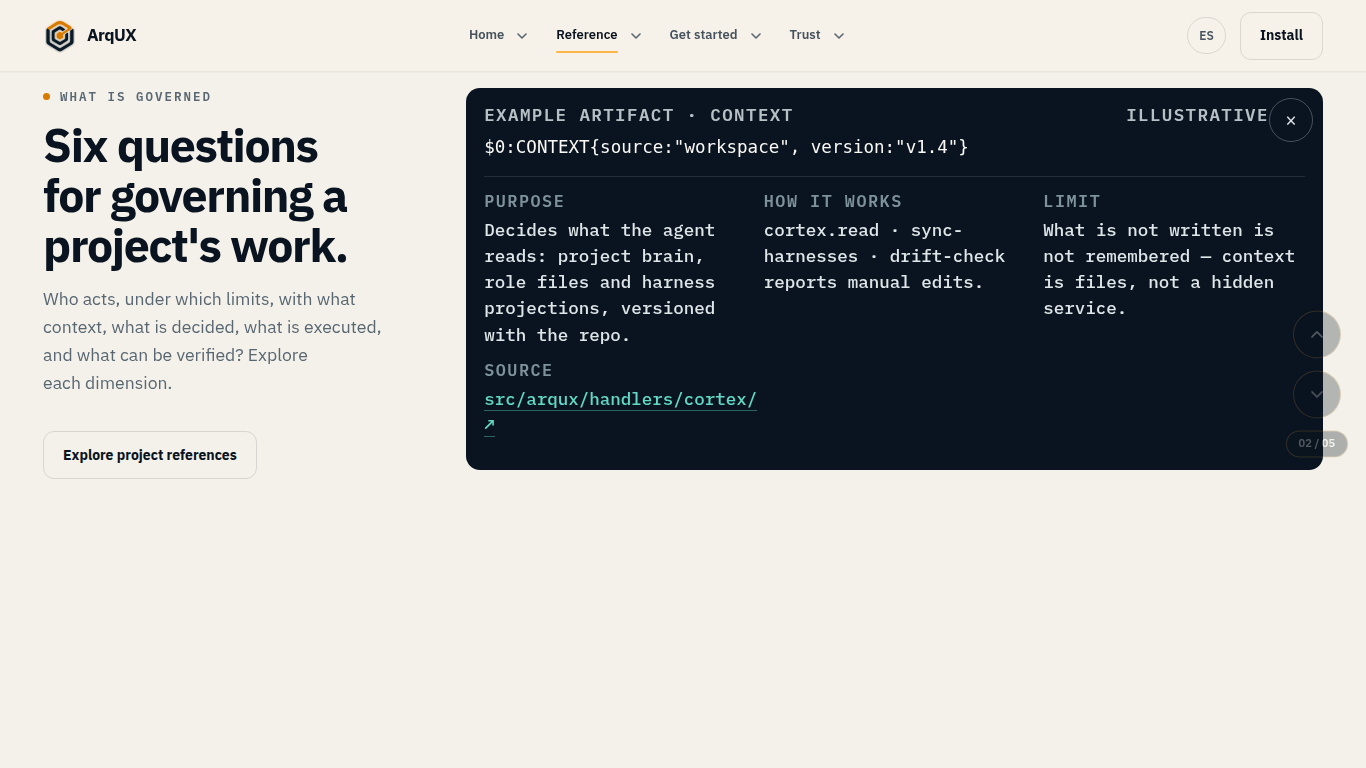 ArqUX
Home
Reference
Get started
Trust
ES
Install
WHAT IS GOVERNED
Six questions
for governing a
project's work.
Who acts, under which limits, with what
context, what is decided, what is executed,
and what can be verified? Explore
each dimension.
Explore project references
EXAMPLE ARTIFACT · CONTEXT
ILLUSTRATIVE
×
$0:CONTEXT{source:"workspace", version:"v1.4"}
PURPOSE
Decides what the agent
reads: project brain,
role files and harness
projections, versioned
with the repo.
HOW IT WORKS
cortex.read · sync-
harnesses · drift-check
reports manual edits.
LIMIT
What is not written is
not remembered — context
is files, not a hidden
service.
SOURCE
src/arqux/handlers/cortex/
↗
02 / 05